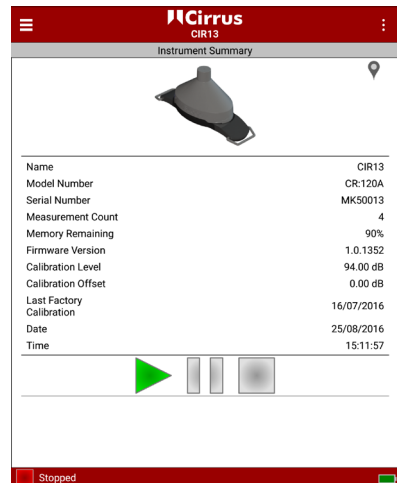 Cirrus
CIR13
Instrument Summary
Name CIR13
Model Number CR:120A
Serial Number MK50013
Measurement Count 4
Memory Remaining 90%
Firmware Version 1.0.1352
Calibration Level 94.00 dB
Calibration Offset 0.00 dB
Last Factory
Calibration 16/07/2016
Date 25/08/2016
Time 15:11:57
Stopped